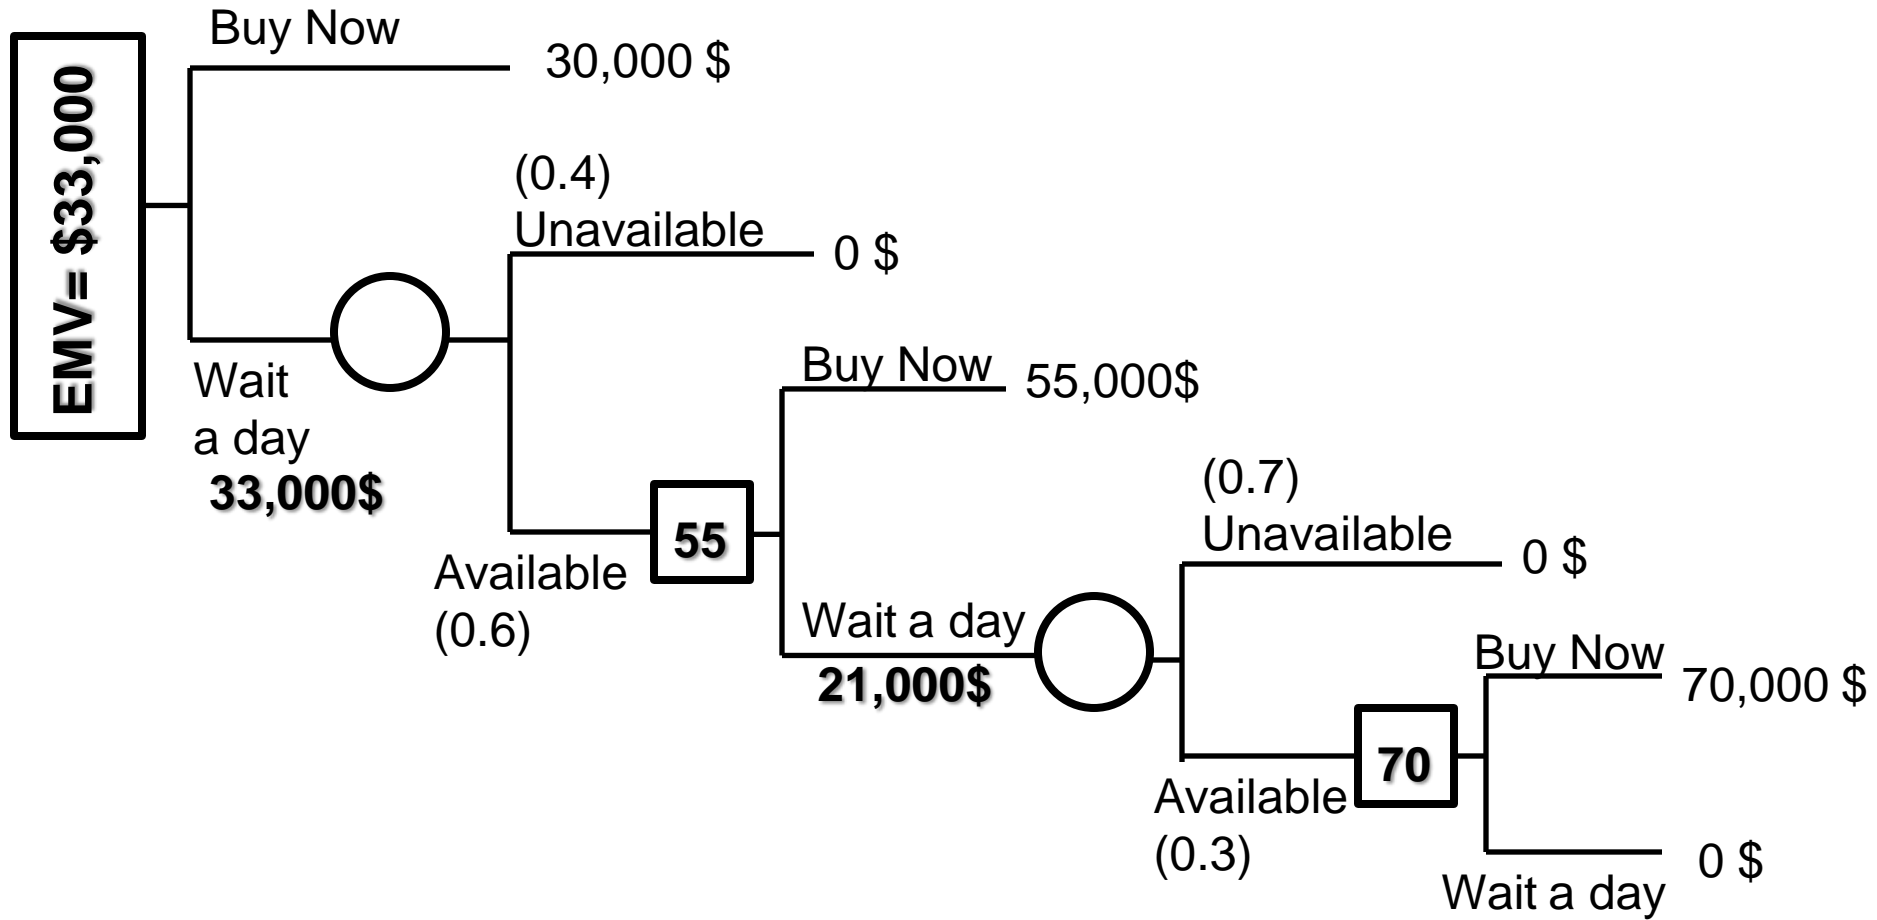 EMV= $33,000
Buy Now
30,000 $
(0.4)
Unavailable
0 $
Wait
a day
33,000$
Buy Now
55,000$
55
Available
(0.6)
(0.7)
Unavailable
0 $
Wait a day
21,000$
Buy Now
70,000 $
70
Available
(0.3)
0 $
Wait a day